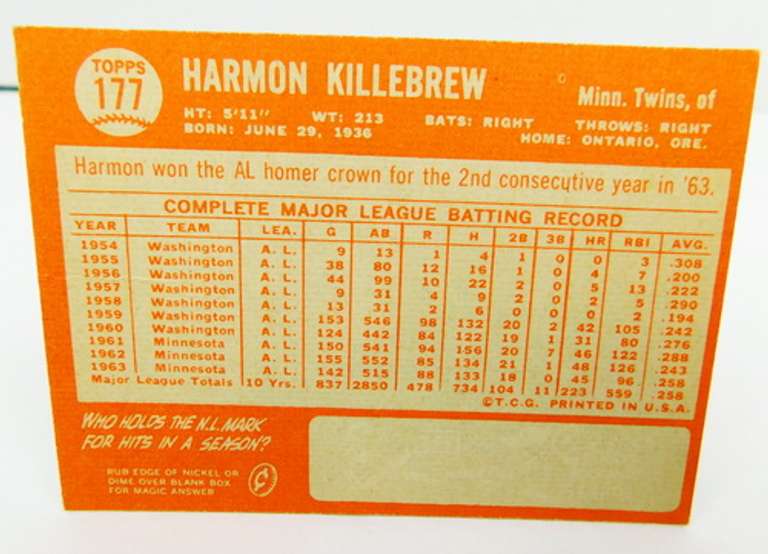 TOPPS
177
HARMON KILLEBREW
Minn. Twins, of
HT: 5'11" WT: 213 BATS: RIGHT THROWS: RIGHT
BORN: JUNE 29, 1936 HOME: ONTARIO, ORE.
Harmon won the AL homer crown for the 2nd consecutive year in '63.
COMPLETE MAJOR LEAGUE BATTING RECORD
YEAR TEAM LEA. G AB R H 2B 3B HR RBI AVG.
1954 Washington A. L. 9 13 1 4 1 0 0 3 .308
1955 Washington A. L. 38 80 12 16 1 0 4 7 .200
1956 Washington A. L. 44 99 10 22 2 0 5 13 .222
1957 Washington A. L. 9 31 4 9 2 0 2 5 .290
1958 Washington A. L. 13 31 2 6 0 0 0 2 .194
1959 Washington A. L. 153 546 98 132 20 2 42 105 .242
1960 Washington A. L. 124 442 84 122 19 1 31 80 .276
1961 Minnesota A. L. 150 541 94 156 20 7 46 122 .288
1962 Minnesota A. L. 155 552 85 134 21 1 48 126 .243
1963 Minnesota A. L. 142 515 88 133 18 0 45 96 .258
Major League Totals 10 Yrs. 837 2850 478 734 104 11 223 559 .258
©T.C.G. PRINTED IN U.S.A.
WHO HOLDS THE N.L. MARK
FOR HITS IN A SEASON?
RUB EDGE OF NICKEL OR
DIME OVER BLANK BOX
FOR MAGIC ANSWER